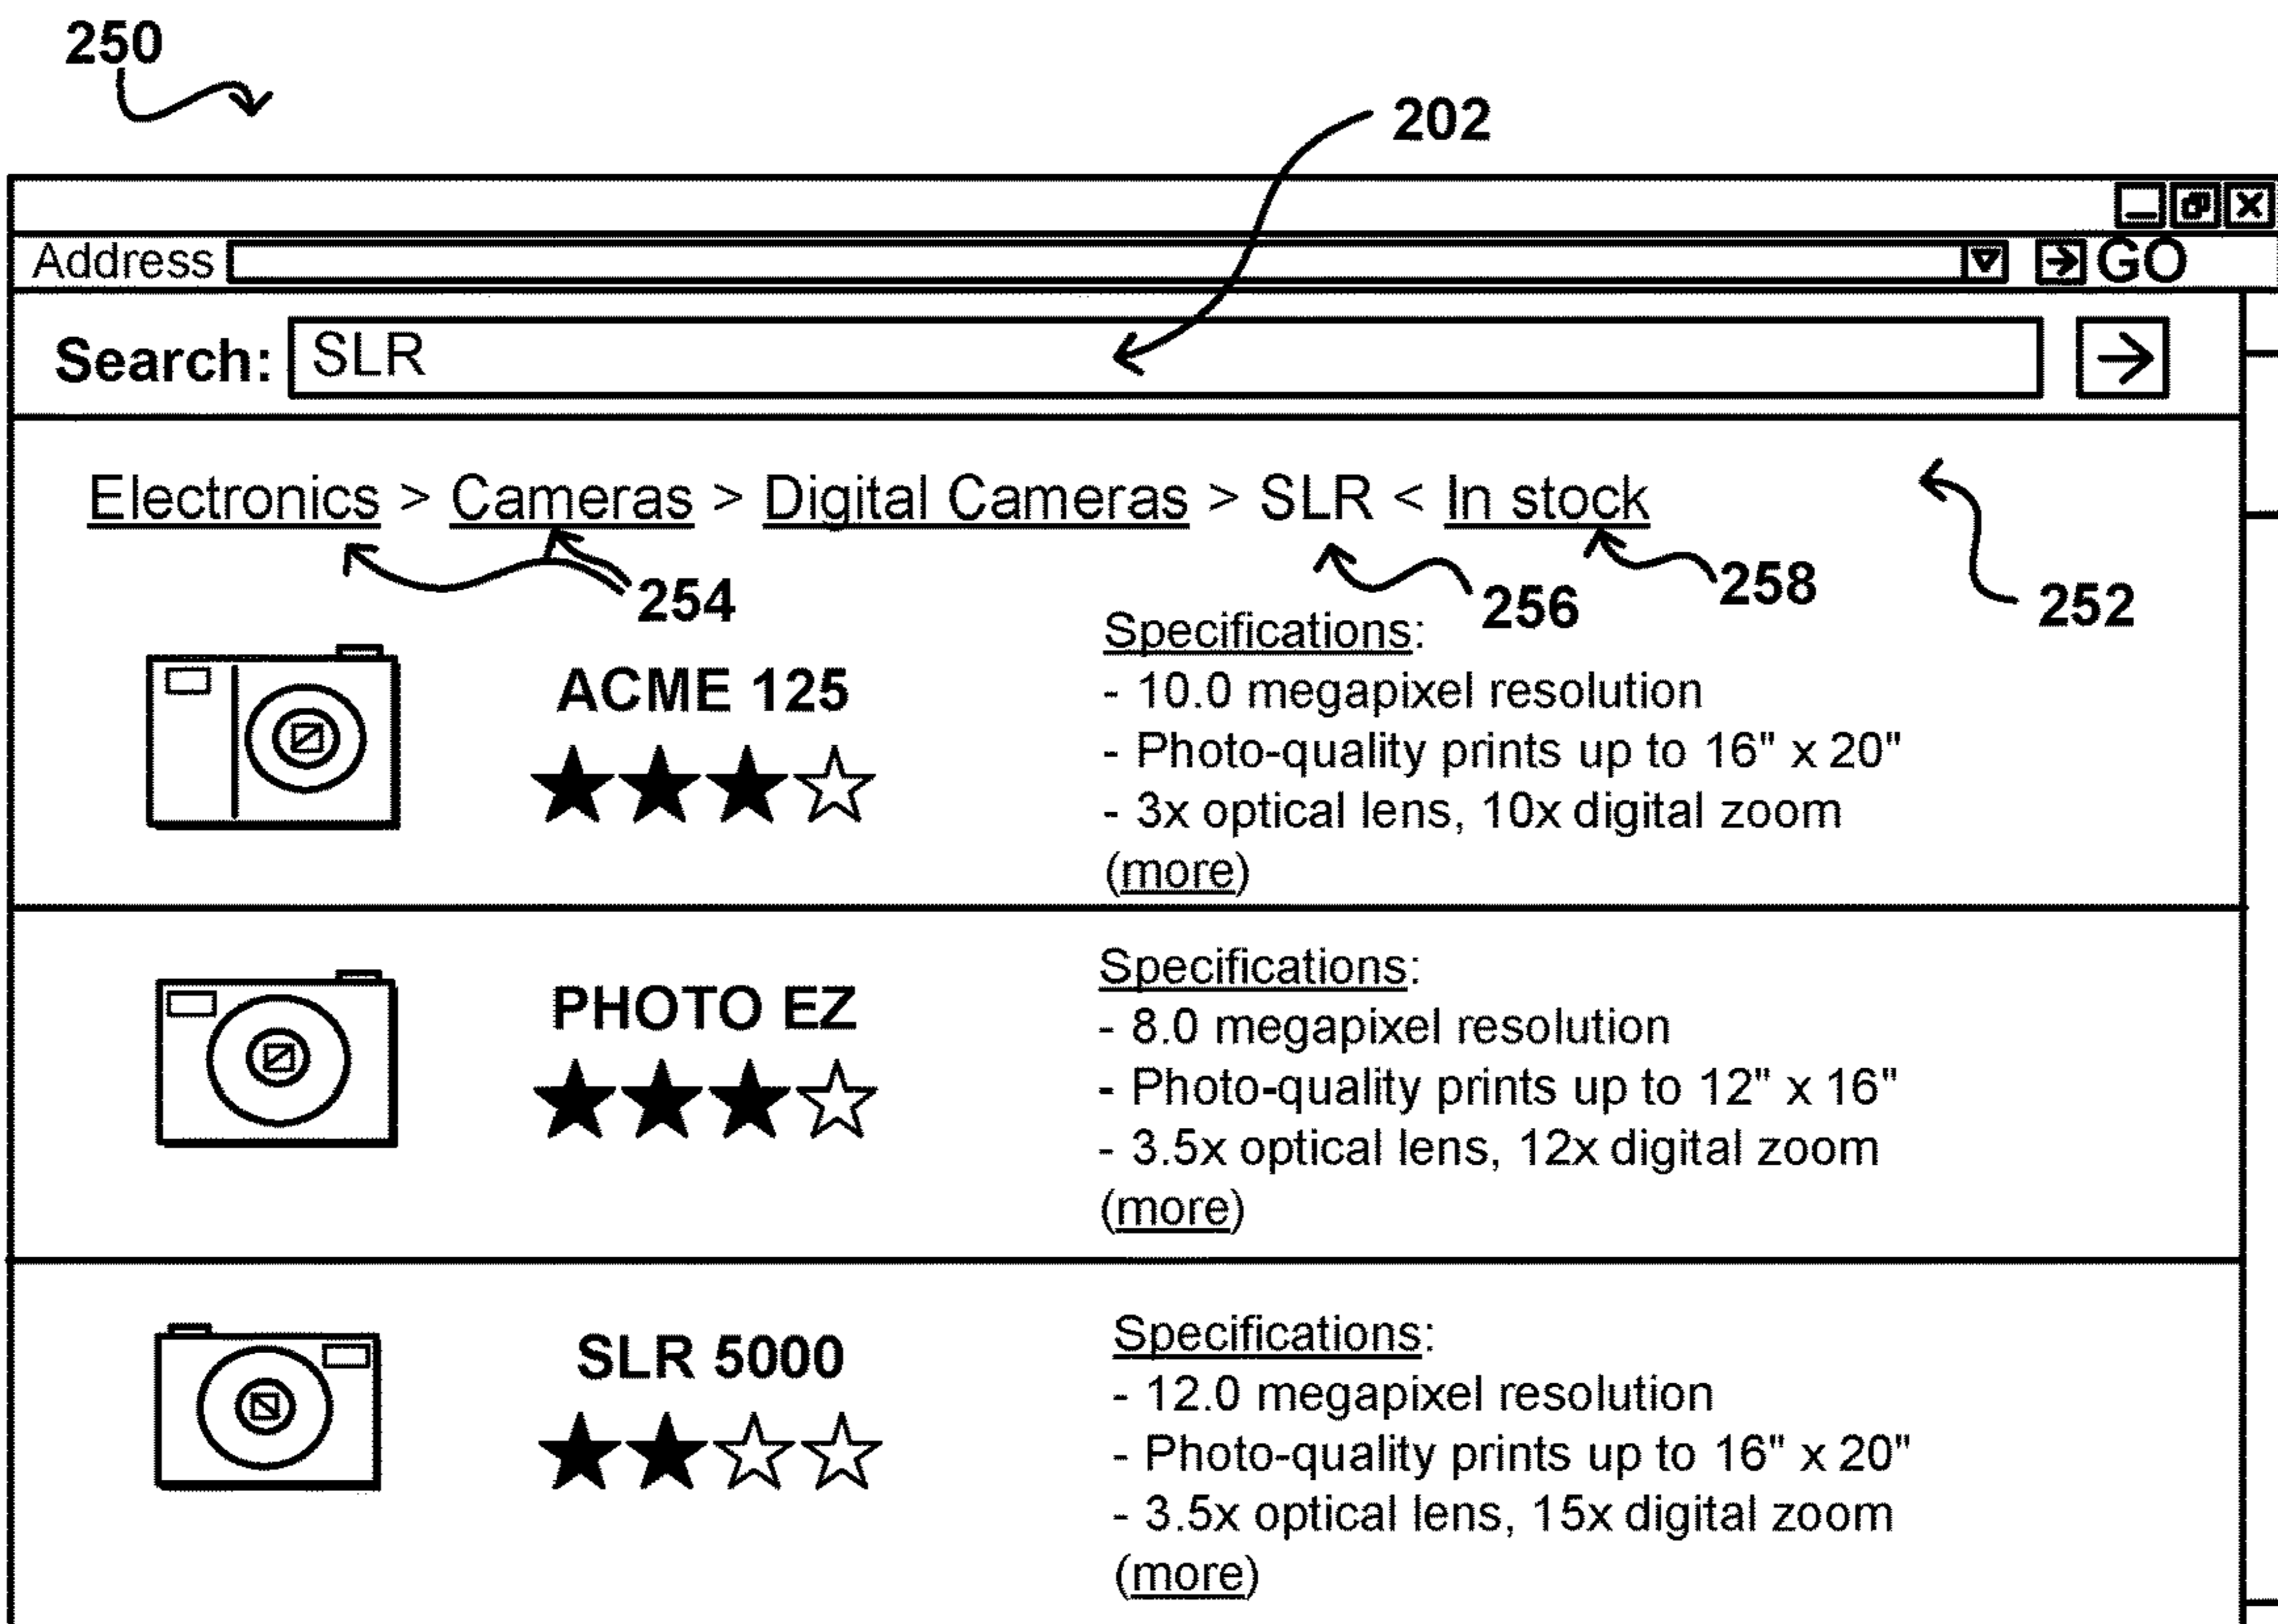 250
202
Address GO
Search: SLR
Electronics > Cameras > Digital Cameras > SLR < In stock
254 256 258 252
ACME 125
Specifications:
- 10.0 megapixel resolution
- Photo-quality prints up to 16" x 20"
- 3x optical lens, 10x digital zoom
(more)
PHOTO EZ
Specifications:
- 8.0 megapixel resolution
- Photo-quality prints up to 12" x 16"
- 3.5x optical lens, 12x digital zoom
(more)
SLR 5000
Specifications:
- 12.0 megapixel resolution
- Photo-quality prints up to 16" x 20"
- 3.5x optical lens, 15x digital zoom
(more)